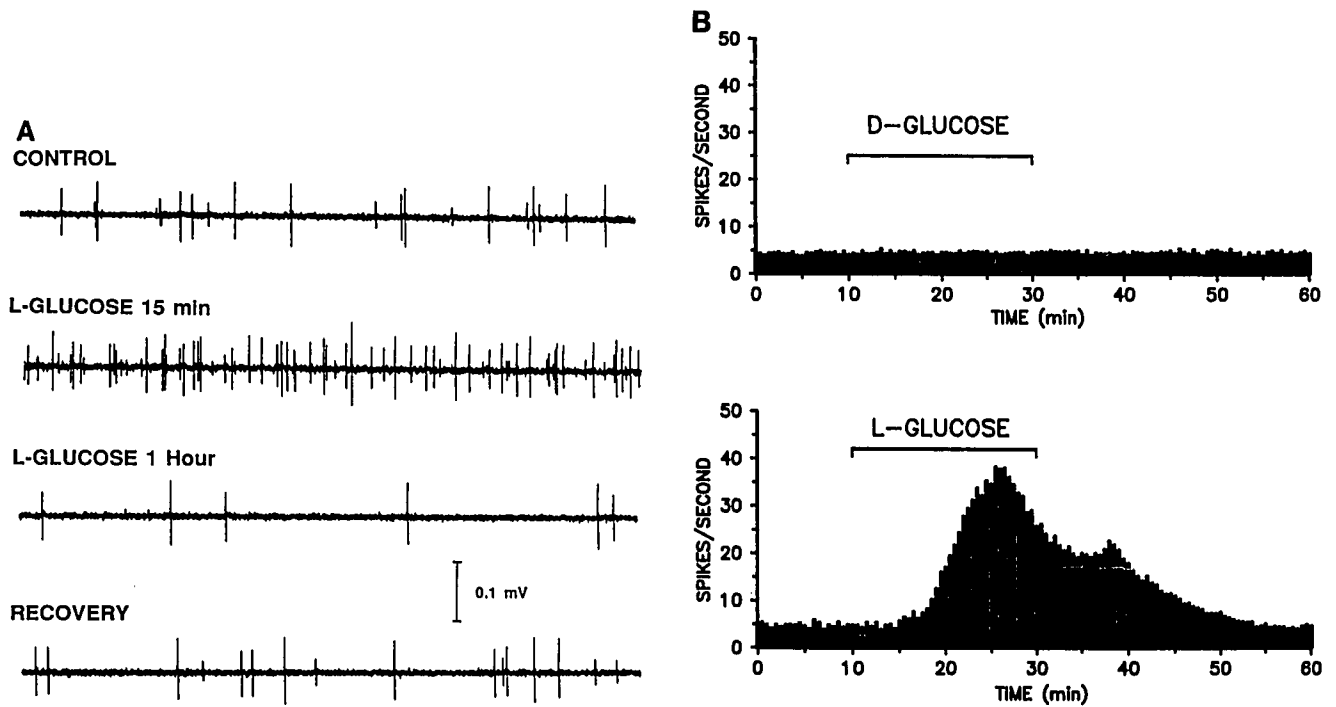 A
CONTROL
L-GLUCOSE 15 min
L-GLUCOSE 1 Hour
0.1 mV
RECOVERY
B
50
40
30
20
10
0
SPIKES/SECOND
D-GLUCOSE
0 10 20 30 40 50 60
TIME (min)
50
40
30
20
10
0
SPIKES/SECOND
L-GLUCOSE
0 10 20 30 40 50 60
TIME (min)